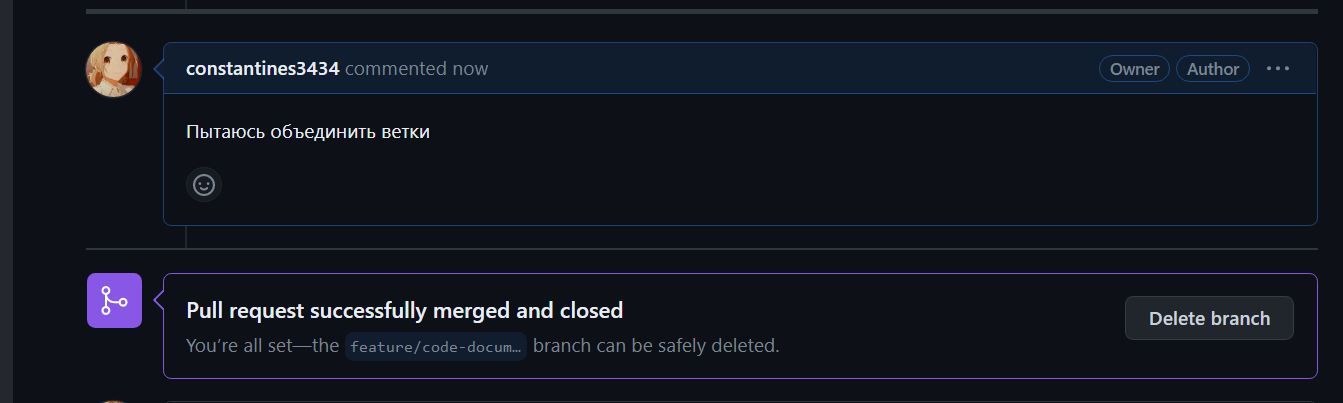 constantines3434 commented now Owner Author
Пытаюсь объединить ветки
Pull request successfully merged and closed
Delete branch
You're all set—the feature/code-docum… branch can be safely deleted.